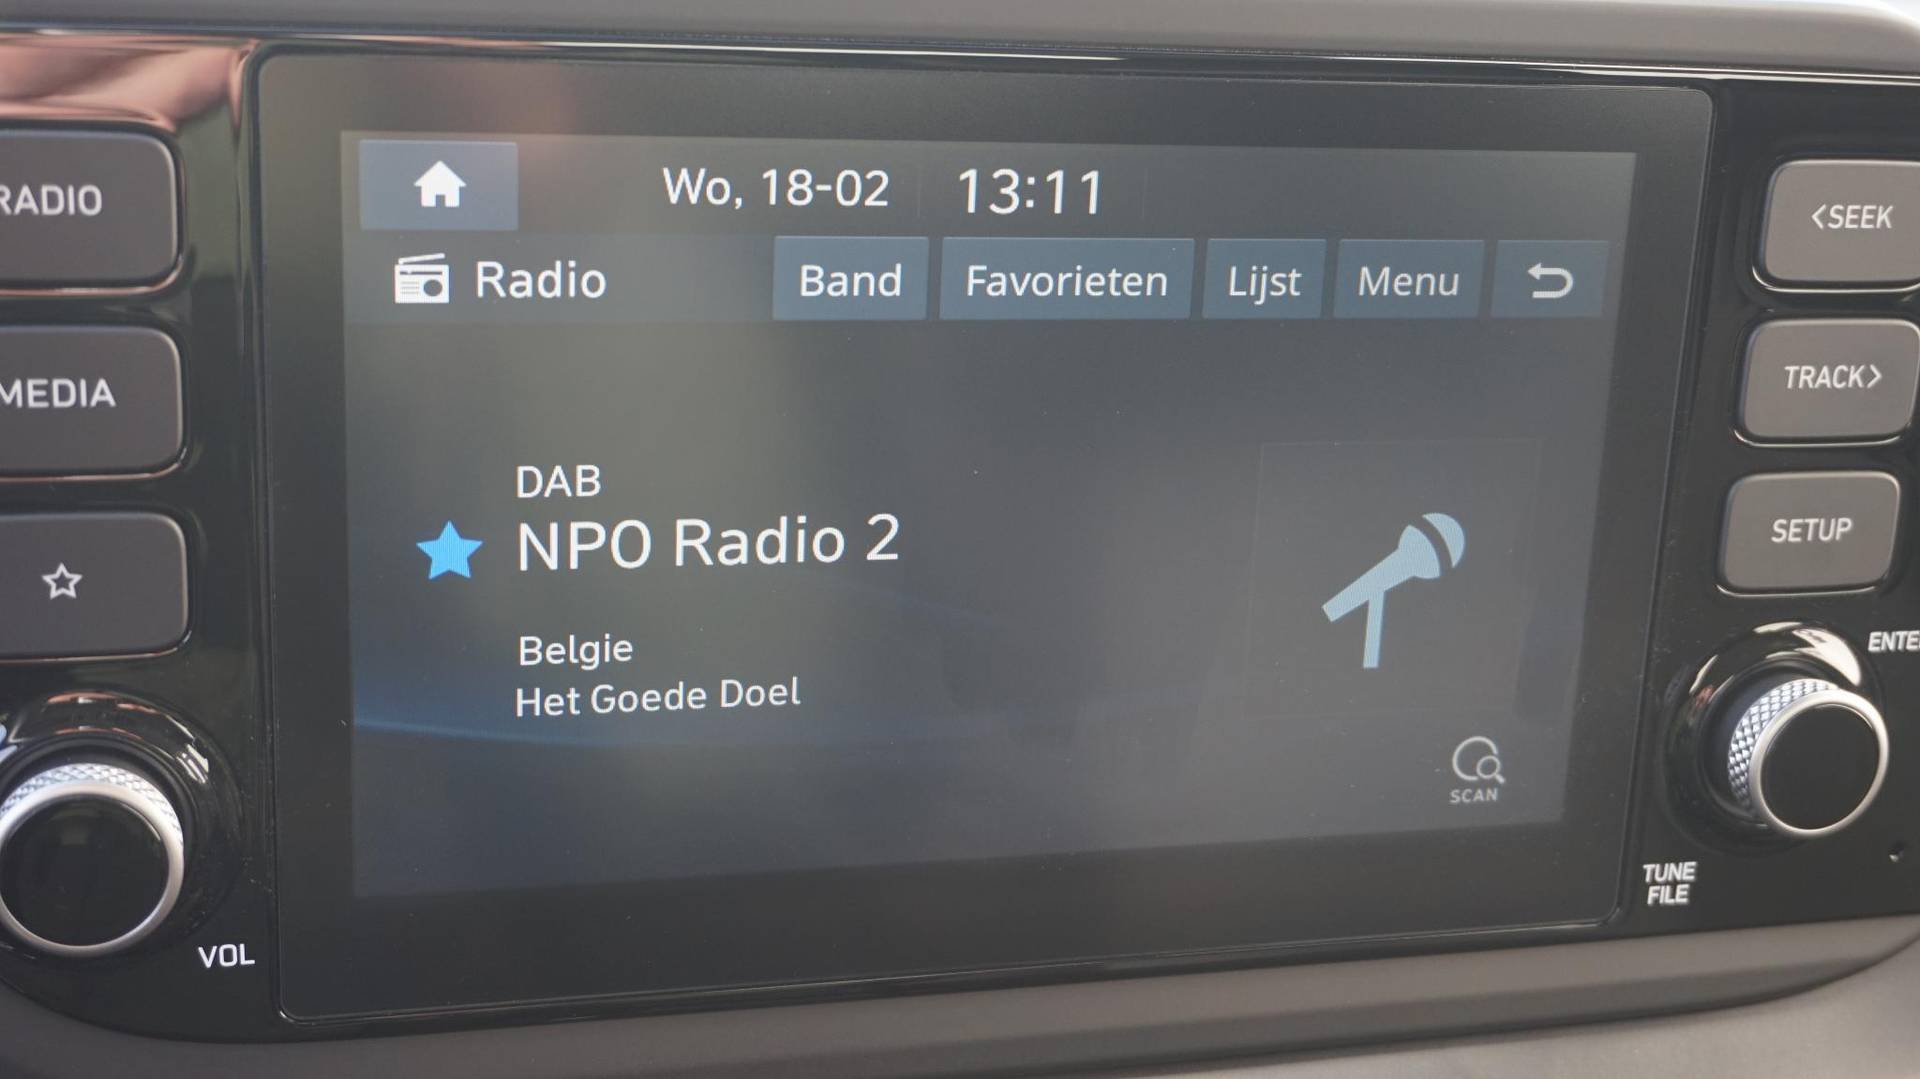 Wo, 18-02 13:11
Radio Band Favorieten Lijst Menu
DAB
NPO Radio 2
Belgie
Het Goede Doel
SCAN
RADIO
MEDIA
VOL
<SEEK
TRACK>
SETUP
TUNE
FILE